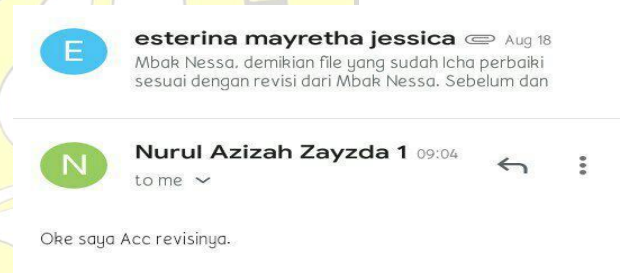 E
esterina mayretha jessica Aug 18
Mbak Nessa, demikian file yang sudah Icha perbaiki
sesuai dengan revisi dari Mbak Nessa. Sebelum dan
N
Nurul Azizah Zayzda 1 09:04
to me
Oke saya Acc revisinya.